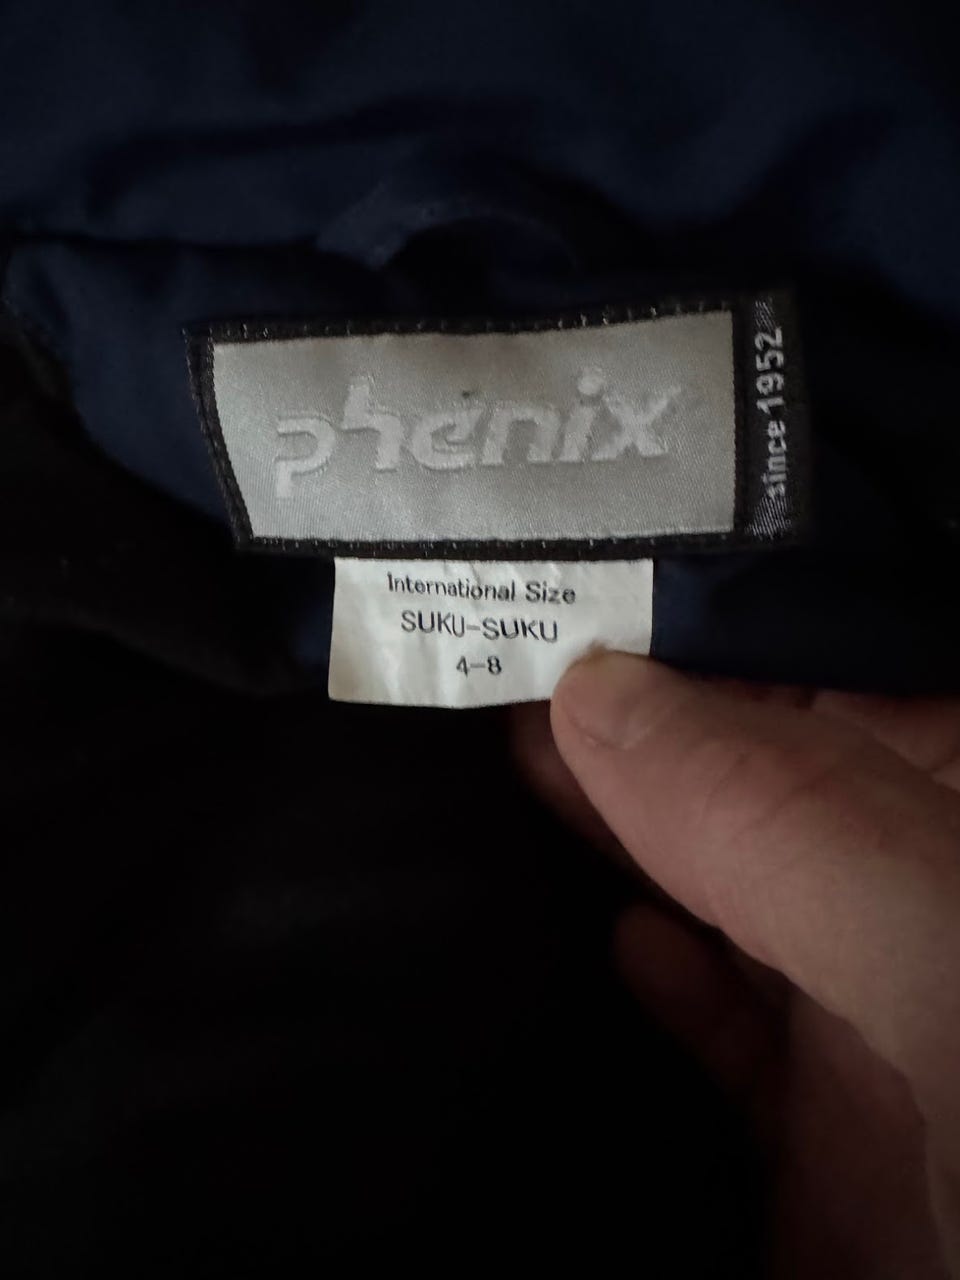 phenix
since 1952
International Size
SUKU-SUKU
4-8